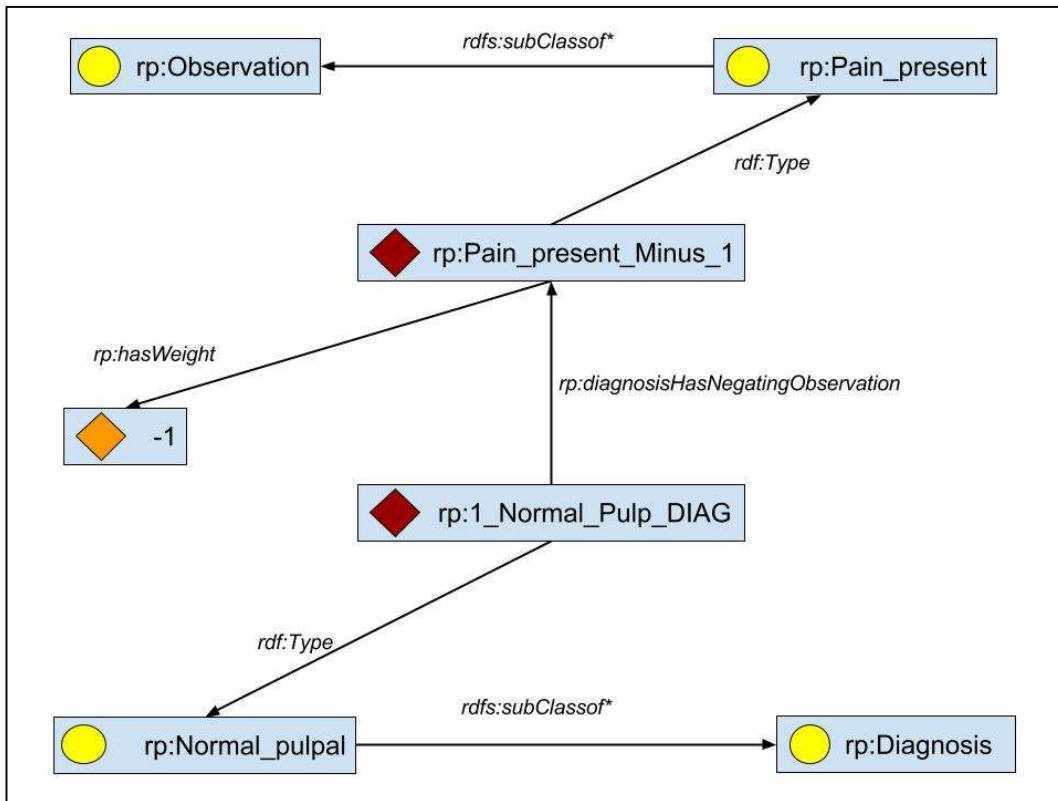 rdfs:subClassof*
rp:Observation
rp:Pain_present
rdf:Type
rp:Pain_present_Minus_1
rp:hasWeight
rp:diagnosisHasNegatingObservation
-1
rp:1_Normal_Pulp_DIAG
rdf:Type
rdfs:subClassof*
rp:Normal_pulpal
rp:Diagnosis